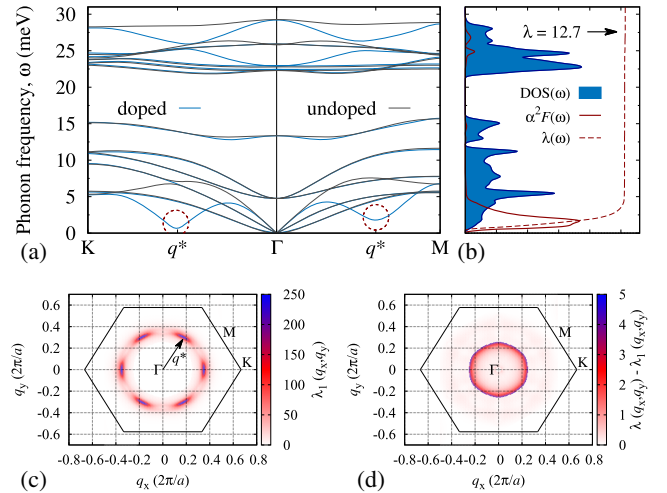 Phonon frequency, ω (meV)
30
25
20
15
10
5
0
doped
undoped
K
q*
Γ
q*
M
(a)
λ = 12.7
DOS(ω)
α²F(ω)
λ(ω)
(b)
q_y (2π/a)
0.6
0.4
0.2
0
-0.2
-0.4
-0.6
M
K
Γ
q*
-0.8 -0.6 -0.4 -0.2 0 0.2 0.4 0.6 0.8
q_x (2π/a)
250
200
150
100
50
0
λ₁ (q_x,q_y)
(c)
q_y (2π/a)
0.6
0.4
0.2
0
-0.2
-0.4
-0.7
M
K
Γ
-0.8 -0.6 -0.4 -0.2 0 0.2 0.4 0.6 0.8
q_x (2π/a)
5
4
3
2
1
0
λ (q_x,q_y) - λ₁ (q_x,q_y)
(d)